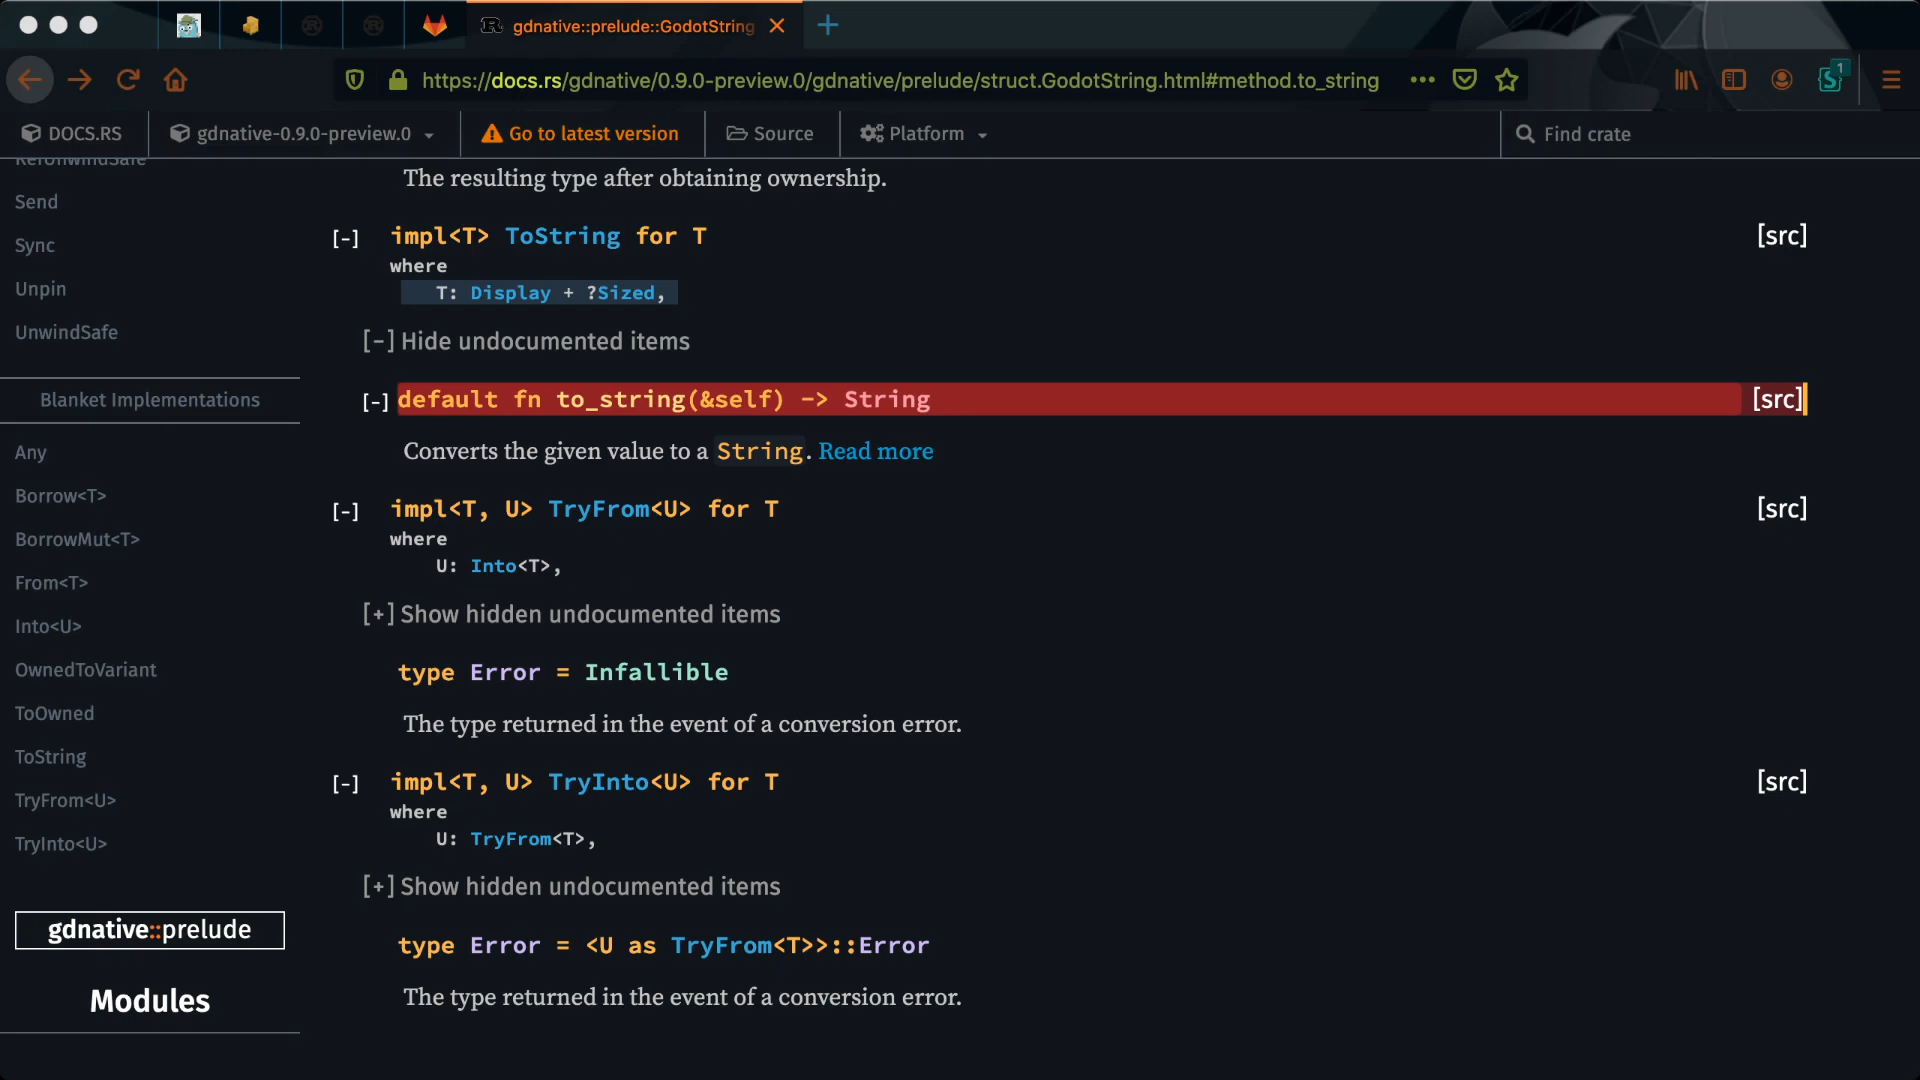 gdnative::prelude::GodotString
https://docs.rs/gdnative/0.9.0-preview.0/gdnative/prelude/struct.GodotString.html#method.to_string
1
DOCS.RS
gdnative-0.9.0-preview.0
Go to latest version
Source
Platform
Find crate
RefUnwindSafe
Send
Sync
Unpin
UnwindSafe
Blanket Implementations
Any
Borrow<T>
BorrowMut<T>
From<T>
Into<U>
OwnedToVariant
ToOwned
ToString
TryFrom<U>
TryInto<U>
gdnative::prelude
Modules
The resulting type after obtaining ownership.
[-] impl<T> ToString for T [src]
where
T: Display + ?Sized,
[-] Hide undocumented items
[-] default fn to_string(&self) -> String [src]
Converts the given value to a String. Read more
[-] impl<T, U> TryFrom<U> for T [src]
where
U: Into<T>,
[+] Show hidden undocumented items
type Error = Infallible
The type returned in the event of a conversion error.
[-] impl<T, U> TryInto<U> for T [src]
where
U: TryFrom<T>,
[+] Show hidden undocumented items
type Error = <U as TryFrom<T>>::Error
The type returned in the event of a conversion error.